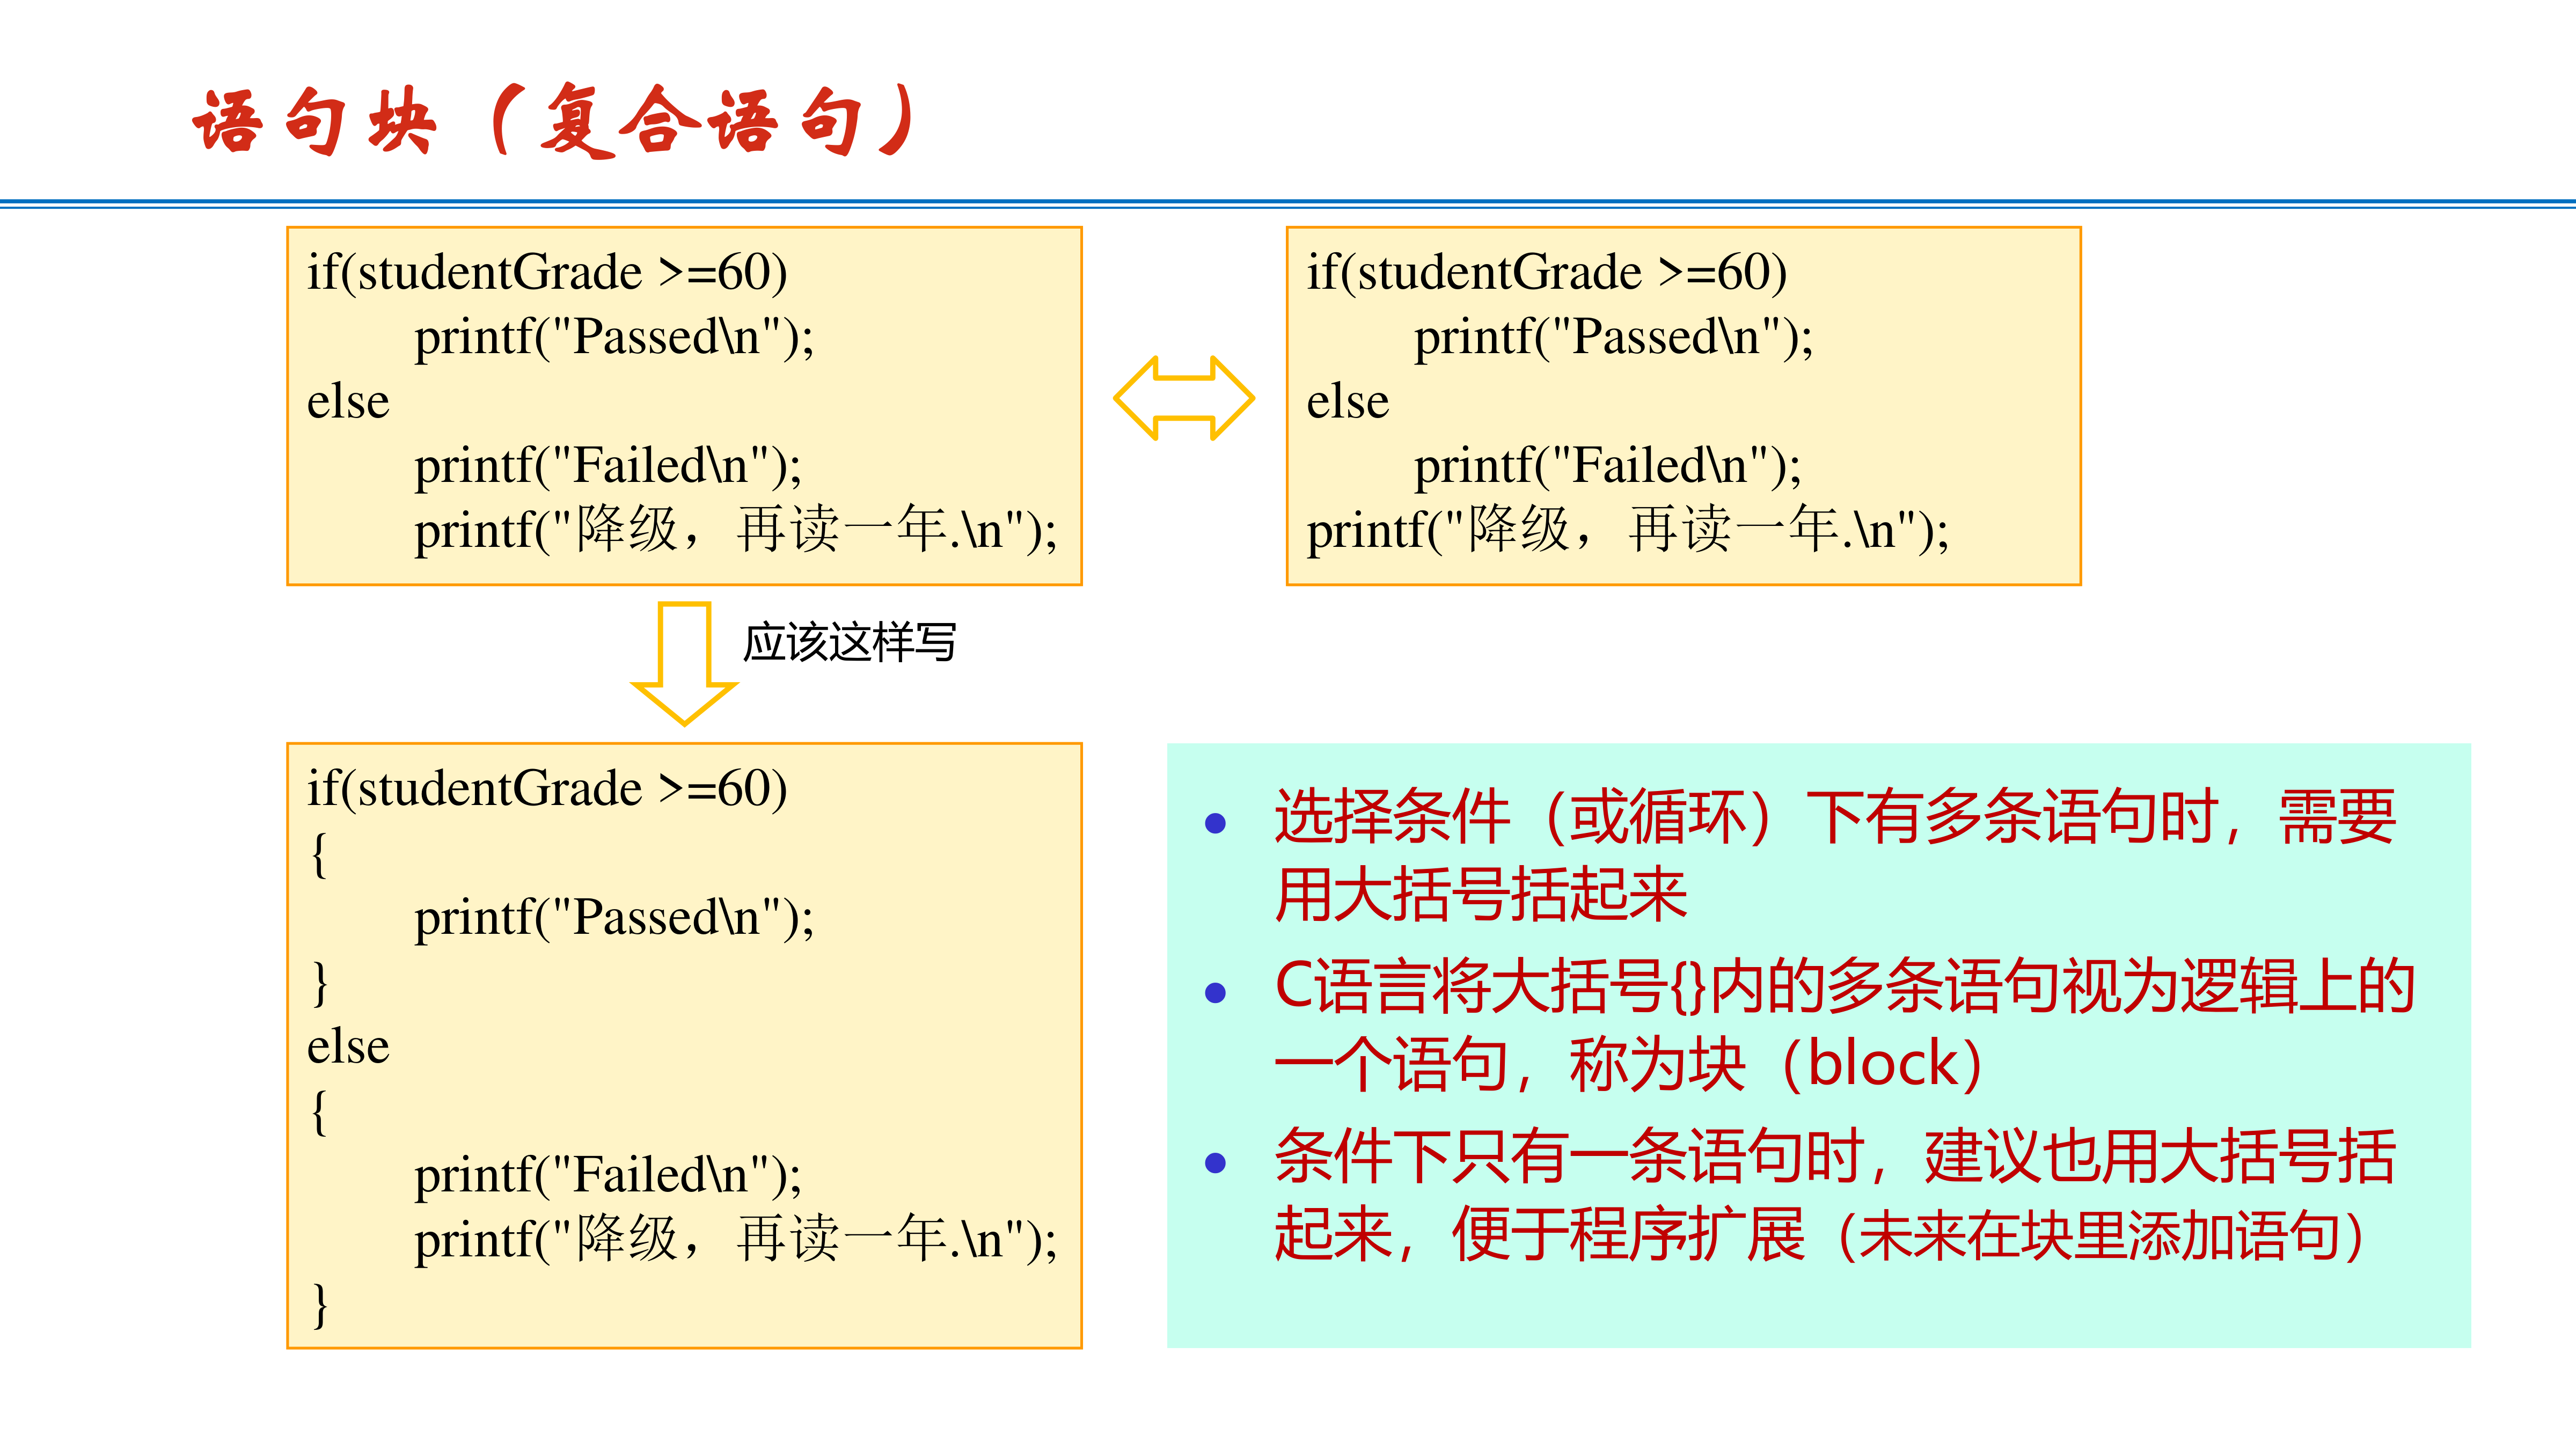 语句块（复合语句）
if(studentGrade >=60)
printf("Passed\n");
else
printf("Failed\n");
printf("降级，再读一年.\n");
if(studentGrade >=60)
printf("Passed\n");
else
printf("Failed\n");
printf("降级，再读一年.\n");
应该这样写
if(studentGrade >=60)
{
printf("Passed\n");
}
else
{
printf("Failed\n");
printf("降级，再读一年.\n");
}
● 选择条件（或循环）下有多条语句时，需要
用大括号括起来
● C语言将大括号{}内的多条语句视为逻辑上的
一个语句，称为块（block）
● 条件下只有一条语句时，建议也用大括号括
起来，便于程序扩展（未来在块里添加语句）